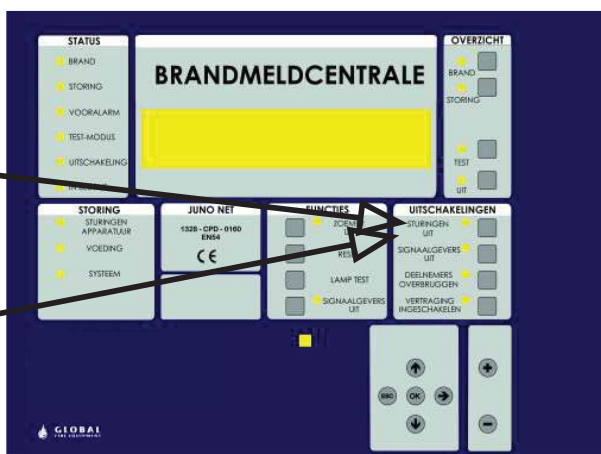 STATUS
BRAND
STORING
VOORALARM
TEST-MODUS
UITSCHAKELING
BRANDMELDCENTRALE
OVERZICHT
BRAND
STORING
TEST
UIT
STORING
STURINGEN
APPARATUUR
VOEDING
SYSTEEM
JUNO NET
1328 - CPD - 0160
EN54
CE
FUNCTIES
LAMP TEST
SIGNAALGEVERS
UIT
UITSCHAKELINGEN
STURINGEN
UIT
SIGNAALGEVERS
UIT
DEELNEMERS
OVERBRUGGEN
VERTRAGING
INGESCHAKELEN
ESC
OK
+
-
GLOBAL
FIRE EQUIPMENT